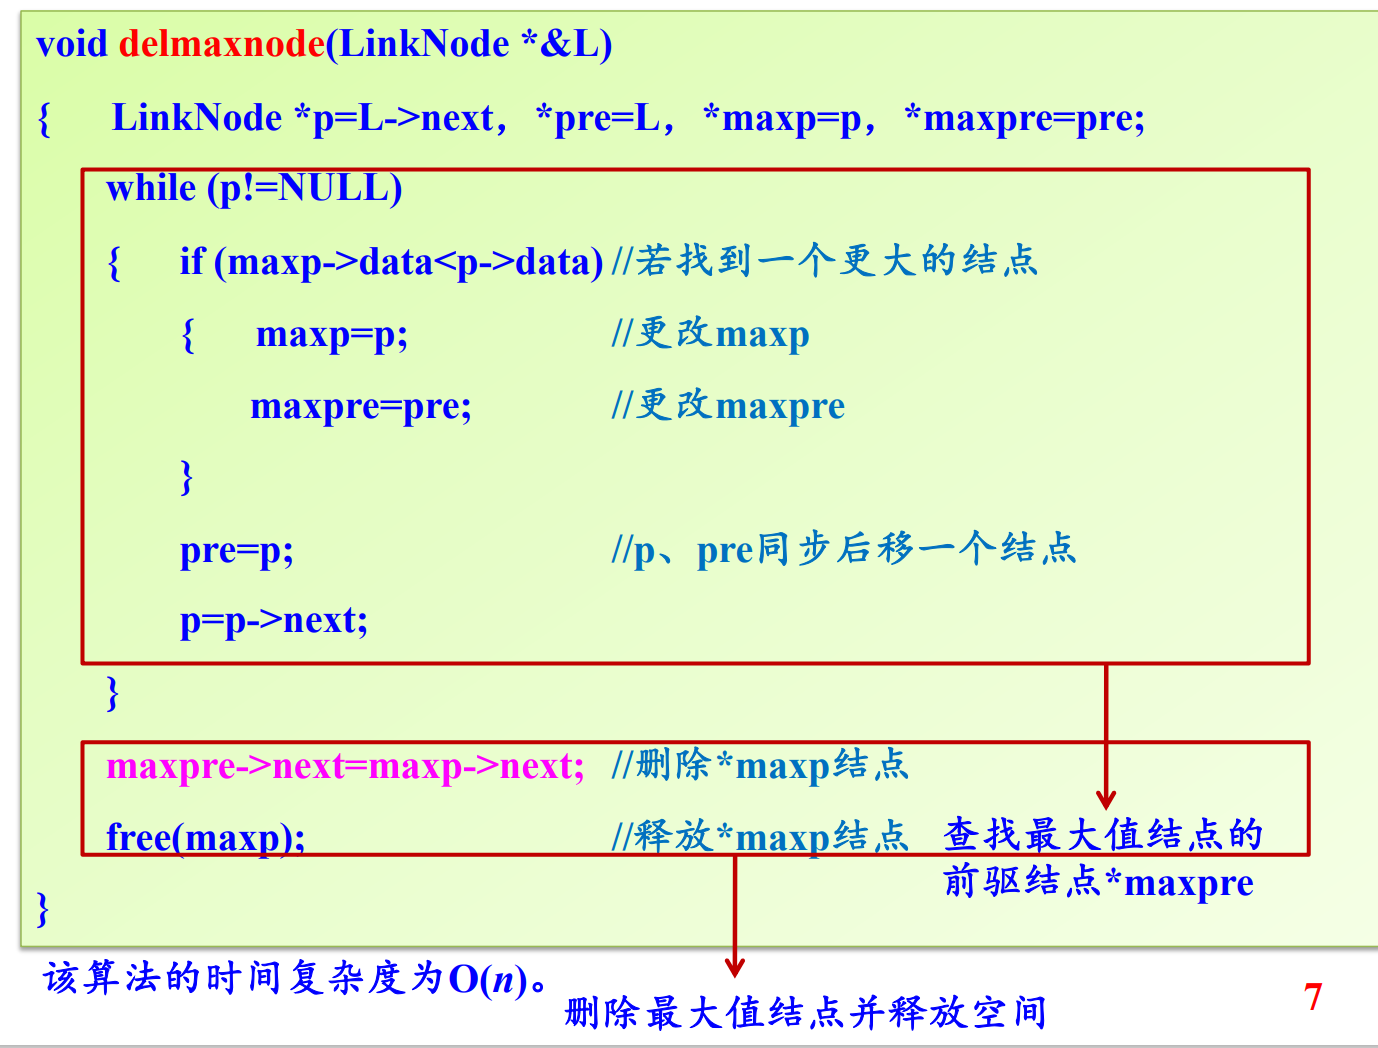 void delmaxnode(LinkNode *&L)
{ LinkNode *p=L->next，*pre=L，*maxp=p，*maxpre=pre;
while (p!=NULL)
{ if (maxp->data<p->data) //若找到一个更大的结点
{ maxp=p; //更改maxp
maxpre=pre; //更改maxpre
}
pre=p; //p、pre同步后移一个结点
p=p->next;
}
maxpre->next=maxp->next; //删除*maxp结点
free(maxp); //释放*maxp结点
查找最大值结点的
前驱结点*maxpre
}
该算法的时间复杂度为O(n)。
删除最大值结点并释放空间
7